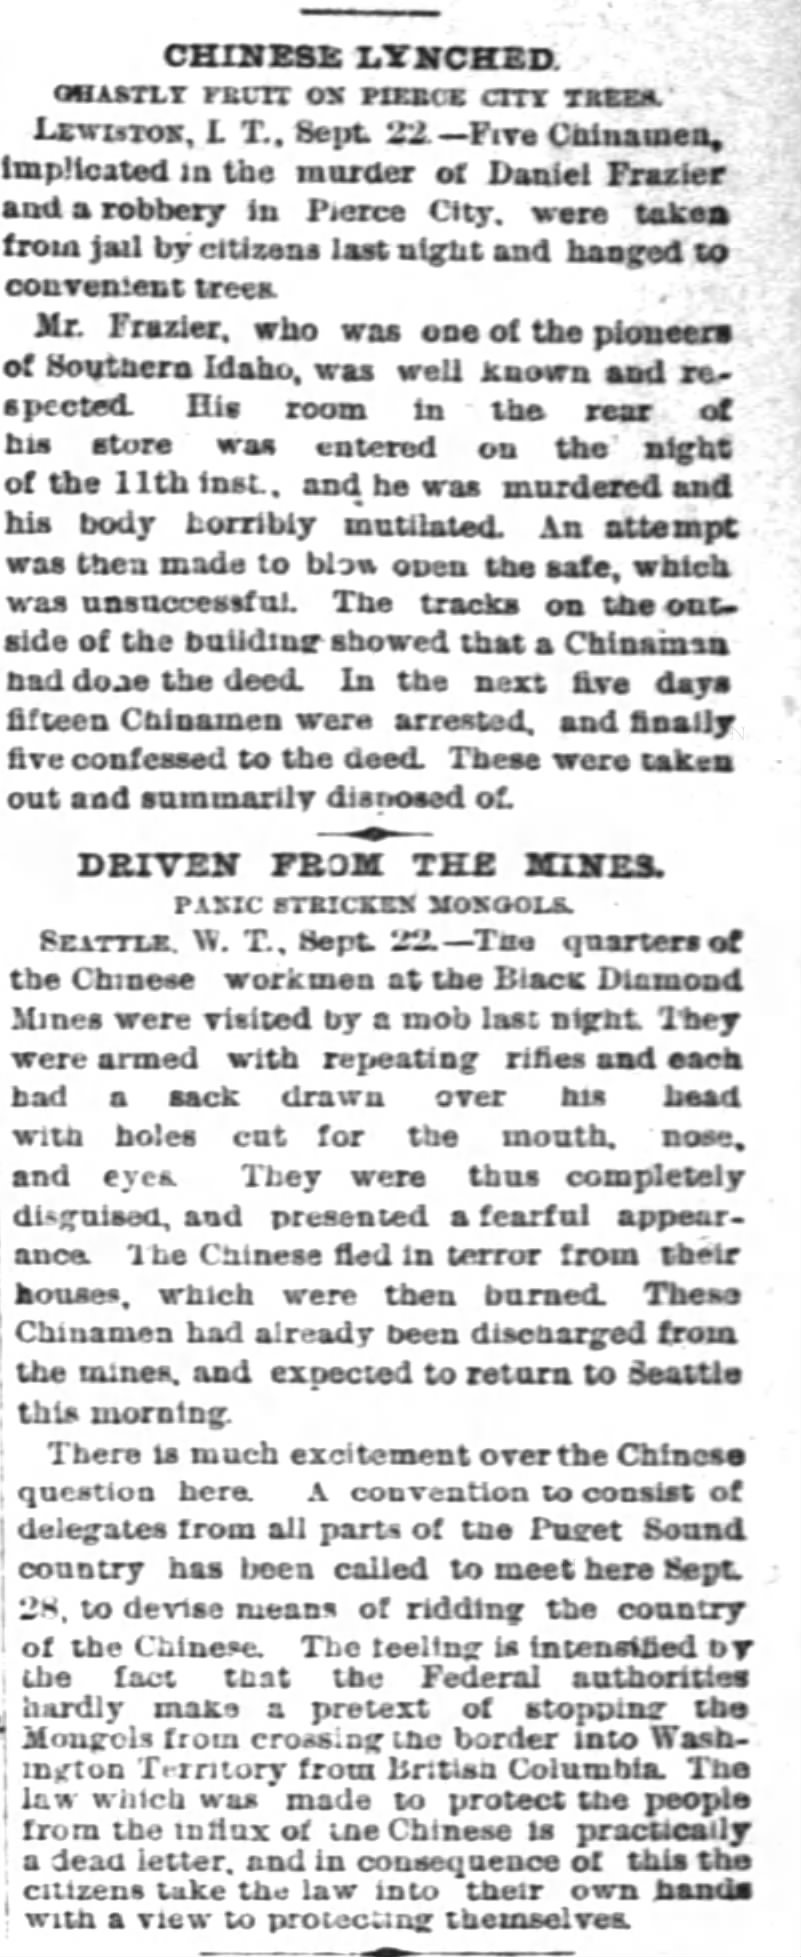 CHINESE LYNCHED.
GHASTLY FRUIT ON PIERCE CITY TREES.
LEWISTON, I. T., Sept. 22.—Five Chinamen,
implicated in the murder of Daniel Frazier
and a robbery in Pierce City, were taken
from jail by citizens last night and hanged to
convenient trees.
Mr. Frazier, who was one of the pioneers
of Southern Idaho, was well known and re-
spected. His room in the rear of
his store was entered on the night
of the 11th inst., and he was murdered and
his body horribly mutilated. An attempt
was then made to blow open the safe, which
was unsuccessful. The tracks on the out-
side of the building showed that a Chinaman
had done the deed. In the next five days
fifteen Chinamen were arrested, and finally
five confessed to the deed. These were taken
out and summarily disposed of.
DRIVEN FROM THE MINES.
PANIC STRICKEN MONGOLS.
SEATTLE, W. T., Sept. 22.—The quarters of
the Chinese workmen at the Black Diamond
Mines were visited by a mob last night. They
were armed with repeating rifles and each
had a sack drawn over his head
with holes cut for the mouth, nose,
and eyes. They were thus completely
disguised, and presented a fearful appear-
ance. The Chinese fled in terror from their
houses, which were then burned. These
Chinamen had already been discharged from
the mines, and expected to return to Seattle
this morning.
There is much excitement over the Chinese
question here. A convention to consist of
delegates from all parts of the Puget Sound
country has been called to meet here Sept.
28, to devise means of ridding the country
of the Chinese. The feeling is intensified by
the fact that the Federal authorities
hardly make a pretext of stopping the
Mongols from crossing the border into Wash-
ington Territory from British Columbia. The
law which was made to protect the people
from the influx of the Chinese is practically
a dead letter, and in consequence of this the
citizens take the law into their own hands
with a view to protecting themselves.